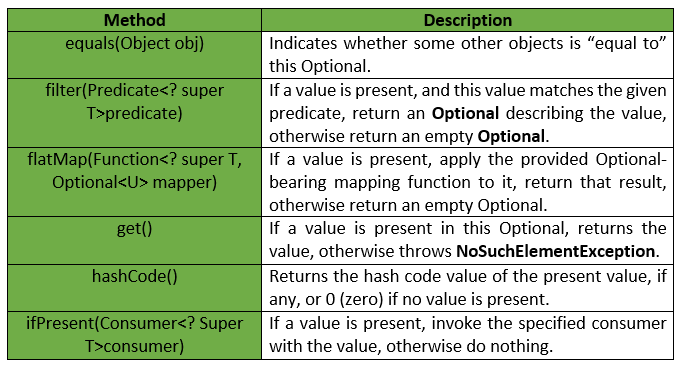 Method
Description
equals(Object obj)
Indicates whether some other objects is “equal to”
this Optional.
filter(Predicate<? super
T>predicate)
If a value is present, and this value matches the given
predicate, return an Optional describing the value,
otherwise return an empty Optional.
flatMap(Function<? super T,
Optional<U> mapper)
If a value is present, apply the provided Optional-
bearing mapping function to it, return that result,
otherwise return an empty Optional.
get()
If a value is present in this Optional, returns the
value, otherwise throws NoSuchElementException.
hashCode()
Returns the hash code value of the present value, if
any, or 0 (zero) if no value is present.
ifPresent(Consumer<? Super
T>consumer)
If a value is present, invoke the specified consumer
with the value, otherwise do nothing.